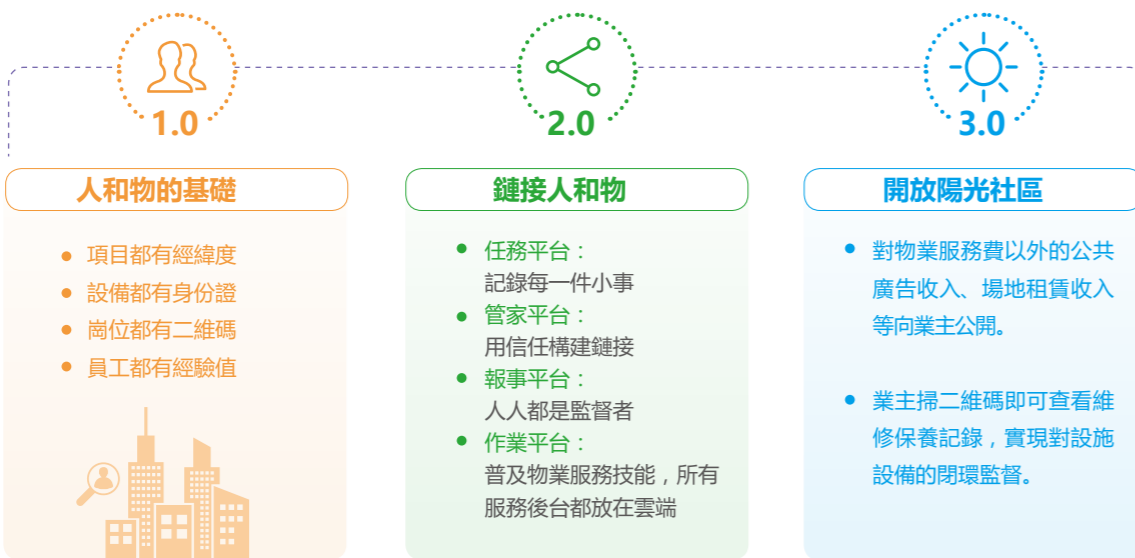 1.0
人和物的基礎
項目都有經緯度
設備都有身份證
崗位都有二維碼
員工都有經驗值
2.0
鏈接人和物
任務平台：
記錄每一件小事
管家平台：
用信任構建鏈接
報事平台：
人人都是監督者
作業平台：
普及物業服務技能，所有
服務後台都放在雲端
3.0
開放陽光社區
對物業服務費以外的公共
廣告收入、場地租賃收入
等向業主公開。
業主掃二維碼即可查看維
修保養記錄，實現對設施
設備的閉環監督。